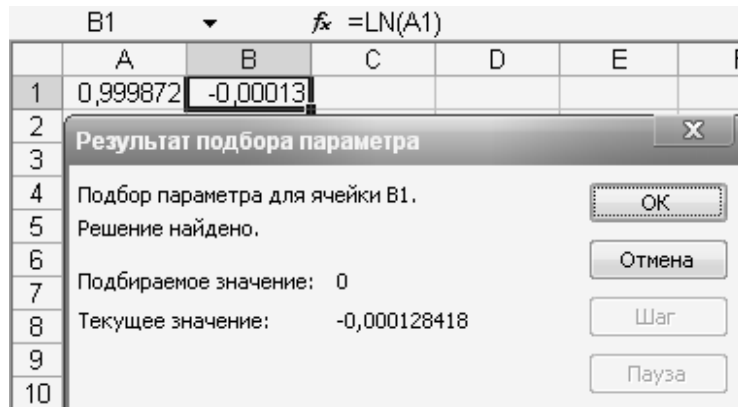 B1 fx =LN(A1)
A B C D E
1 0,999872 -0,00013
2
3
4
5
6
7
8
9
10
Результат подбора параметра
Подбор параметра для ячейки B1.
Решение найдено.
Подбираемое значение: 0
Текущее значение: -0,000128418
ОК
Отмена
Шаг
Пауза